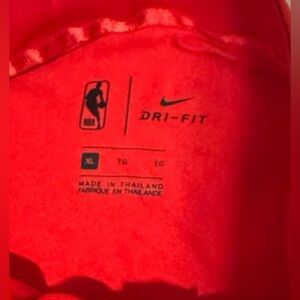 NBA
DRI-FIT
XL TG EG
MADE IN THAILAND
FABRIQUÉ EN THAÏLANDE